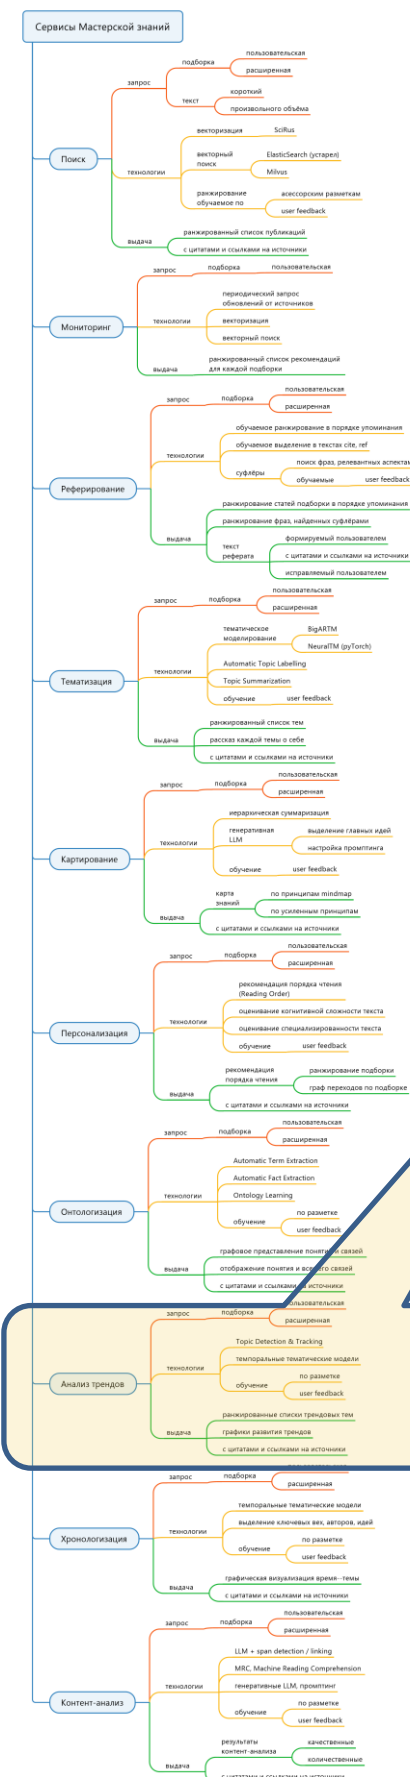 Сервисы Мастерской знаний
Поиск
запрос
подборка
пользовательская
расширенная
текст
короткий
произвольного объёма
технологии
векторизация
SciRus
векторный
поиск
ElasticSearch (устарел)
Milvus
ранжирование
обучаемое по
асессорским разметкам
user feedback
выдача
ранжированный список публикаций
с цитатами и ссылками на источники
Мониторинг
запрос
подборка
пользовательская
технологии
периодический запрос
обновлений от источников
векторизация
векторный поиск
выдача
ранжированный список рекомендаций
для каждой подборки
Реферирование
запрос
подборка
пользовательская
расширенная
технологии
обучаемое ранжирование в порядке упоминания
обучаемое выделение в текстах cite, ref
суфлёры
поиск фраз, релевантных аспектам
обучаемые
user feedback
выдача
ранжирование статей подборки в порядке упоминания
ранжирование фраз, найденных суфлёрами
текст
реферата
формируемый пользователем
с цитатами и ссылками на источники
исправляемый пользователем
Тематизация
запрос
подборка
пользовательская
расширенная
технологии
тематическое
моделирование
BigARTM
NeuralTM (pyTorch)
Automatic Topic Labelling
Topic Summarization
обучение
user feedback
выдача
ранжированный список тем
рассказ каждой темы о себе
с цитатами и ссылками на источники
Картирование
запрос
подборка
пользовательская
расширенная
технологии
иерархическая суммаризация
генеративная
LLM
выделение главных идей
настройка промптинга
обучение
user feedback
выдача
карта
знаний
по принципам mindmap
по усиленным принципам
с цитатами и ссылками на источники
Персонализация
запрос
подборка
пользовательская
расширенная
технологии
рекомендация порядка чтения
(Reading Order)
оценивание когнитивной сложности текста
оценивание специализированности текста
обучение
user feedback
выдача
рекомендация
порядка чтения
ранжирование подборки
граф переходов по подборке
с цитатами и ссылками на источники
Онтологизация
запрос
подборка
пользовательская
расширенная
технологии
Automatic Term Extraction
Automatic Fact Extraction
Ontology Learning
обучение
по разметке
user feedback
выдача
графовое представление понятий и связей
отображение понятия и всех его связей
с цитатами и ссылками на источники
Анализ трендов
запрос
подборка
пользовательская
расширенная
технологии
Topic Detection & Tracking
темпоральные тематические модели
обучение
по разметке
user feedback
выдача
ранжированные списки трендовых тем
графики развития трендов
с цитатами и ссылками на источники
Хронологизация
запрос
подборка
расширенная
технологии
темпоральные тематические модели
выделение ключевых вех, авторов, идей
обучение
по разметке
user feedback
выдача
графическая визуализация время–темы
с цитатами и ссылками на источники
Контент-анализ
запрос
подборка
пользовательская
расширенная
технологии
LLM + span detection / linking
MRC, Machine Reading Comprehension
генеративные LLM, промптинг
обучение
по разметке
user feedback
выдача
результаты
контент-анализа
качественные
количественные
с цитатами и ссылками на источники